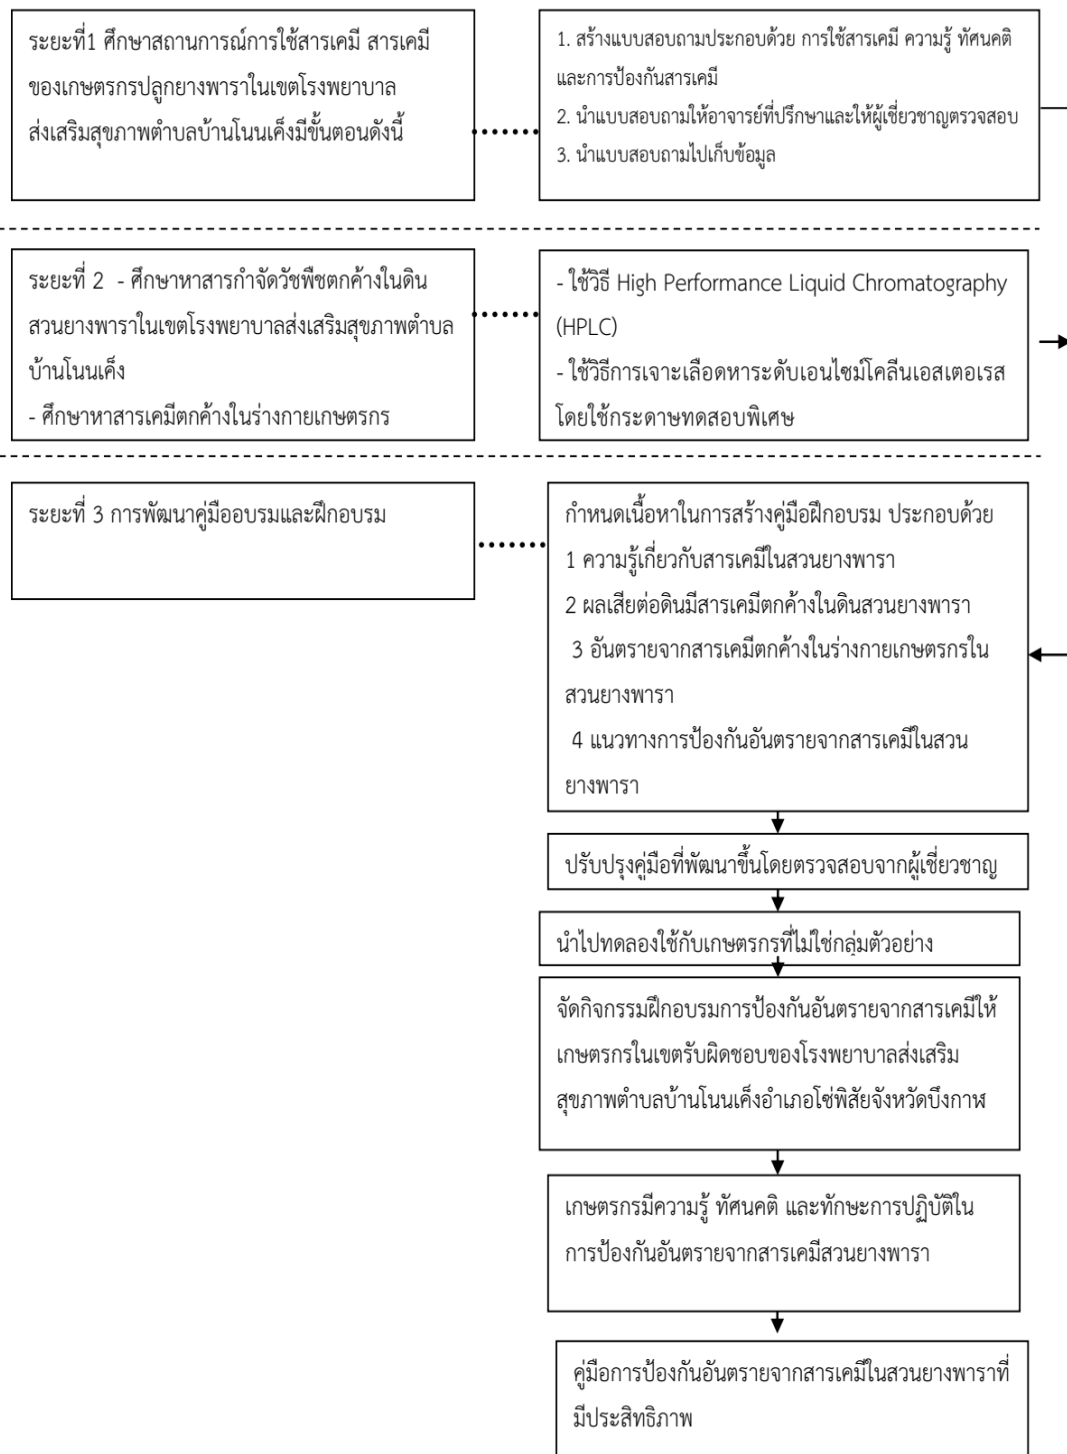 ระยะที่1 ศึกษาสถานการณ์การใช้สารเคมี สารเคมี
ของเกษตรกรปลูกยางพาราในเขตโรงพยาบาล
ส่งเสริมสุขภาพตำบลบ้านโนนเค็งมีขั้นตอนดังนี้
1. สร้างแบบสอบถามประกอบด้วย การใช้สารเคมี ความรู้ ทัศนคติ
และการป้องกันสารเคมี
2. นำแบบสอบถามให้อาจารย์ที่ปรึกษาและให้ผู้เชี่ยวชาญตรวจสอบ
3. นำแบบสอบถามไปเก็บข้อมูล
ระยะที่ 2 - ศึกษาหาสารกำจัดวัชพืชตกค้างในดิน
สวนยางพาราในเขตโรงพยาบาลส่งเสริมสุขภาพตำบล
บ้านโนนเค็ง
- ศึกษาหาสารเคมีตกค้างในร่างกายเกษตรกร
- ใช้วิธี High Performance Liquid Chromatography
(HPLC)
- ใช้วิธีการเจาะเลือดหาระดับเอนไซม์โคลีนเอสเตอเรส
โดยใช้กระดาษทดสอบพิเศษ
ระยะที่ 3 การพัฒนาคู่มืออบรมและฝึกอบรม
กำหนดเนื้อหาในการสร้างคู่มือฝึกอบรม ประกอบด้วย
1 ความรู้เกี่ยวกับสารเคมีในสวนยางพารา
2 ผลเสียต่อดินมีสารเคมีตกค้างในดินสวนยางพารา
3 อันตรายจากสารเคมีตกค้างในร่างกายเกษตรกรใน
สวนยางพารา
4 แนวทางการป้องกันอันตรายจากสารเคมีในสวน
ยางพารา
ปรับปรุงคู่มือที่พัฒนาขึ้นโดยตรวจสอบจากผู้เชี่ยวชาญ
นำไปทดลองใช้กับเกษตรกรที่ไม่ใช่กลุ่มตัวอย่าง
จัดกิจกรรมฝึกอบรมการป้องกันอันตรายจากสารเคมีให้
เกษตรกรในเขตรับผิดชอบของโรงพยาบาลส่งเสริม
สุขภาพตำบลบ้านโนนเค็งอำเภอโซ่พิสัยจังหวัดบึงกาฬ
เกษตรกรมีความรู้ ทัศนคติ และทักษะการปฏิบัติใน
การป้องกันอันตรายจากสารเคมีสวนยางพารา
คู่มือการป้องกันอันตรายจากสารเคมีในสวนยางพาราที่
มีประสิทธิภาพ